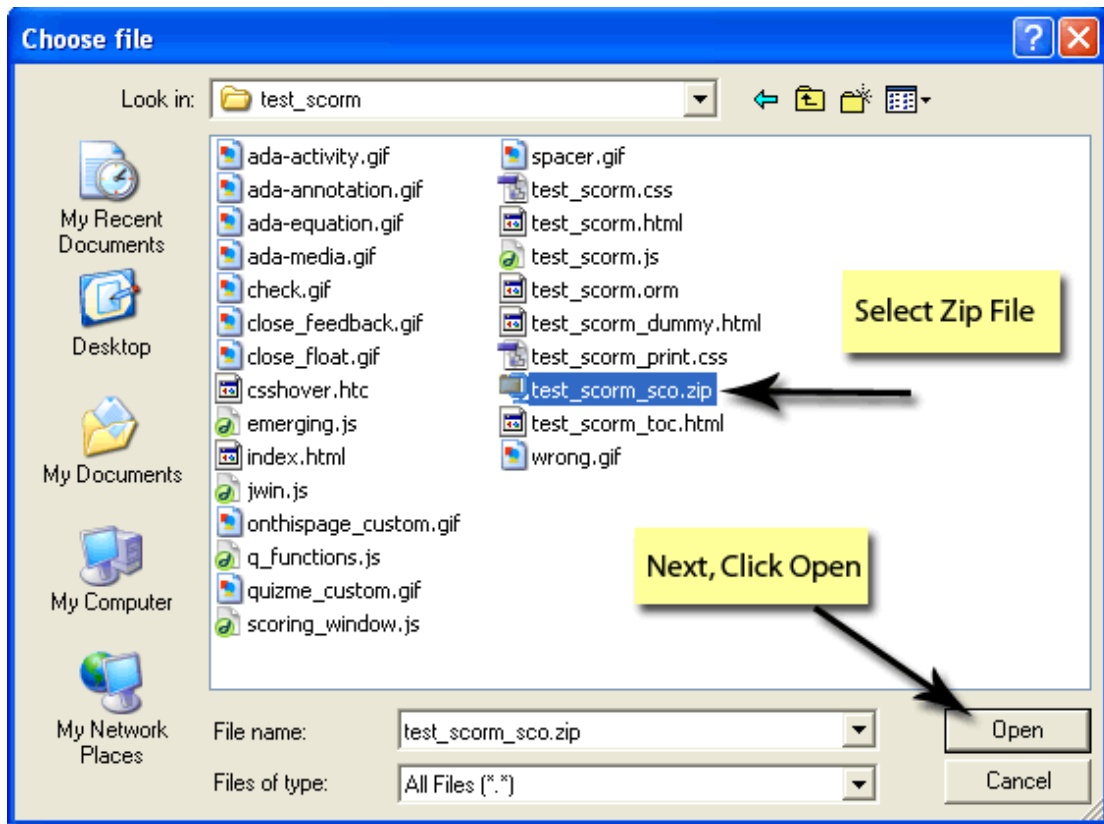 Choose file
Look in:
test_scorm
My Recent
Documents
Desktop
My Documents
My Computer
My Network
Places
ada-activity.gif
ada-annotation.gif
ada-equation.gif
ada-media.gif
check.gif
close_feedback.gif
close_float.gif
csshover.htc
emerging.js
index.html
jwin.js
onthispage_custom.gif
q_functions.js
quizme_custom.gif
scoring_window.js
spacer.gif
test_scorm.css
test_scorm.html
test_scorm.js
test_scorm.orm
test_scorm_dummy.html
test_scorm_print.css
test_scorm_sco.zip
test_scorm_toc.html
wrong.gif
Select Zip File
Next, Click Open
File name:
test_scorm_sco.zip
Open
Files of type:
All Files (*.*)
Cancel